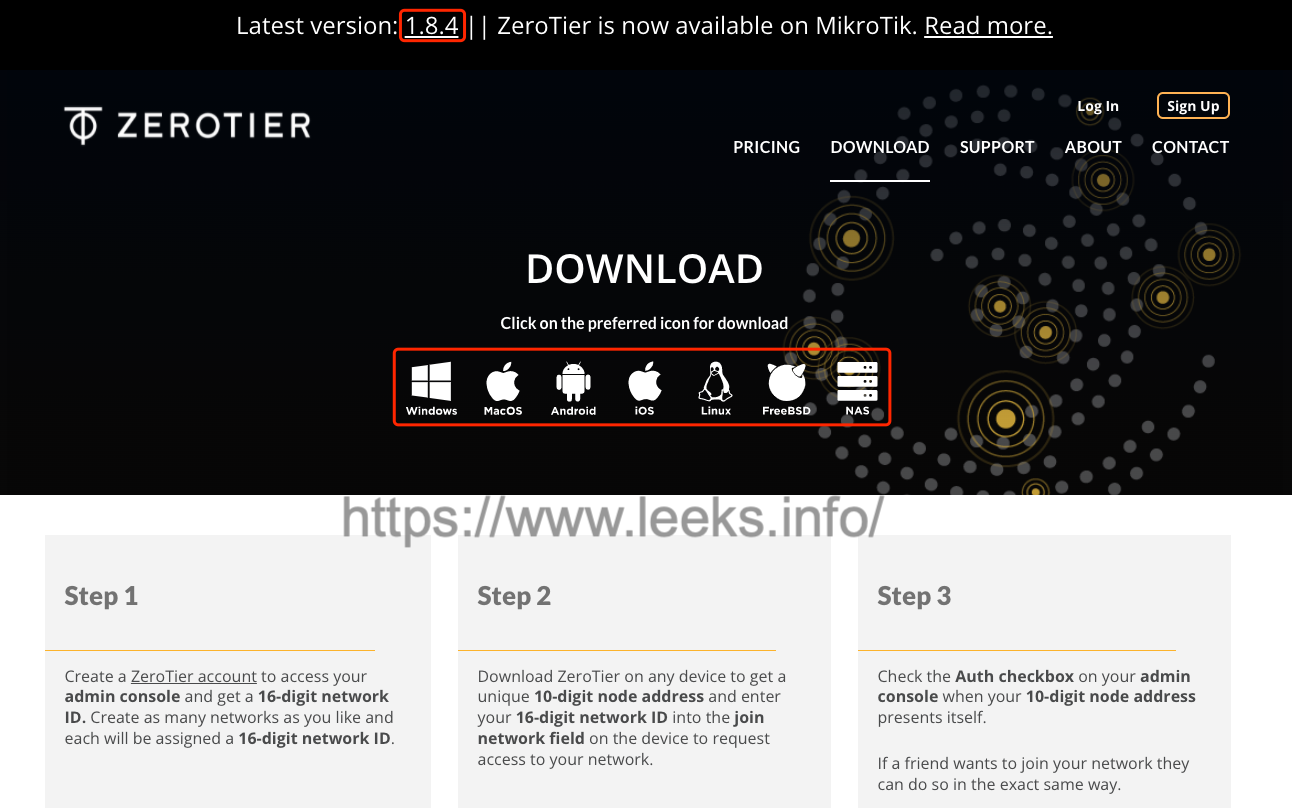 Latest version: 1.8.4 || ZeroTier is now available on MikroTik. Read more.
ZEROTIER
Log In
Sign Up
PRICING
DOWNLOAD
SUPPORT
ABOUT
CONTACT
DOWNLOAD
Click on the preferred icon for download
Windows
MacOS
Android
iOS
Linux
FreeBSD
NAS
https://www.leeks.info/
Step 1
Create a ZeroTier account to access your
admin console and get a 16-digit network
ID. Create as many networks as you like and
each will be assigned a 16-digit network ID.
Step 2
Download ZeroTier on any device to get a
unique 10-digit node address and enter
your 16-digit network ID into the join
network field on the device to request
access to your network.
Step 3
Check the Auth checkbox on your admin
console when your 10-digit node address
presents itself.
If a friend wants to join your network they
can do so in the exact same way.